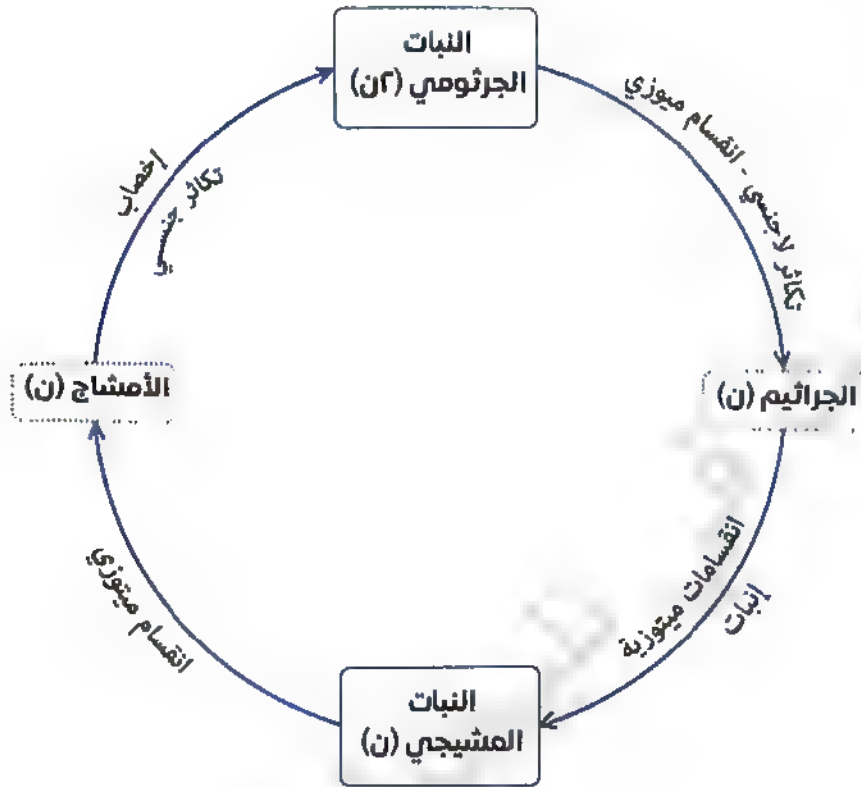 النبات
الجرثومي (٢ن)
تكاثر لاجنسي - انقسام ميوزي
الجراثيم (ن)
انقسامات ميتوزية
إنبات
النبات
المشيجي (ن)
انقسام ميتوزي
الأمشاج (ن)
إخصاب
تكاثر جنسي